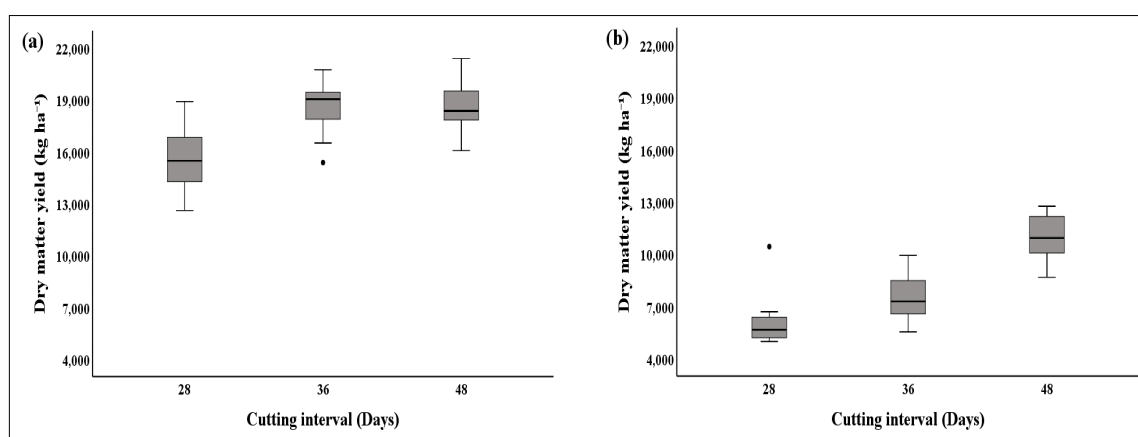 (a)
Dry matter yield (kg ha⁻¹)
22,000
19,000
16,000
13,000
10,000
7,000
4,000
28 36 48
Cutting interval (Days)
(b)
Dry matter yield (kg ha⁻¹)
22,000
19,000
16,000
13,000
10,000
7,000
4,000
28 36 48
Cutting interval (Days)